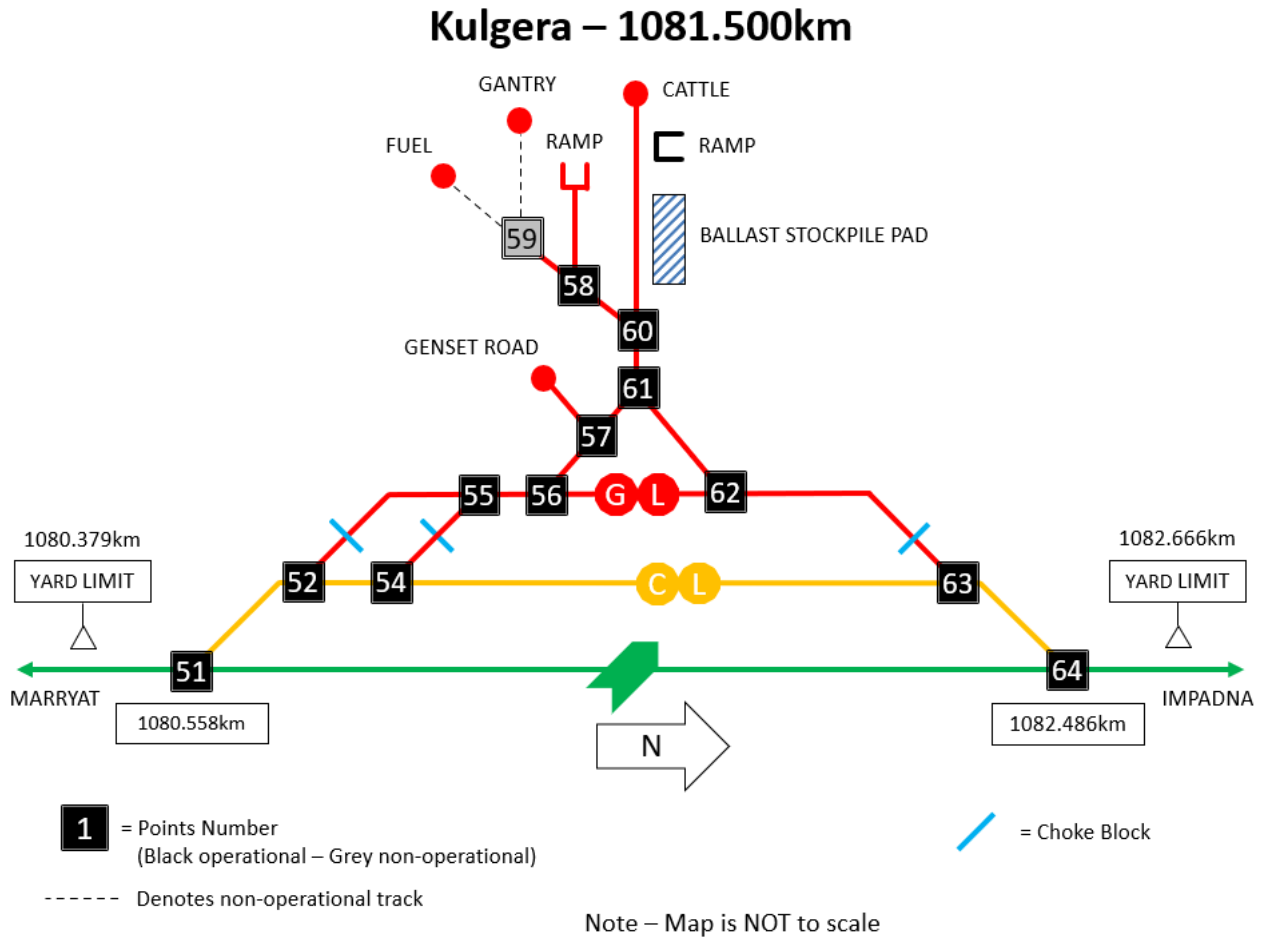 Kulgera – 1081.500km
GANTRY
CATTLE
FUEL
RAMP
RAMP
59
BALLAST STOCKPILE PAD
58
60
GENSET ROAD
61
57
55
56
G
L
62
1080.379km
YARD LIMIT
1082.666km
YARD LIMIT
52
54
C
L
63
51
64
MARRYAT
IMPADNA
1080.558km
1082.486km
N
1
= Points Number
(Black operational – Grey non-operational)
= Choke Block
Denotes non-operational track
Note – Map is NOT to scale